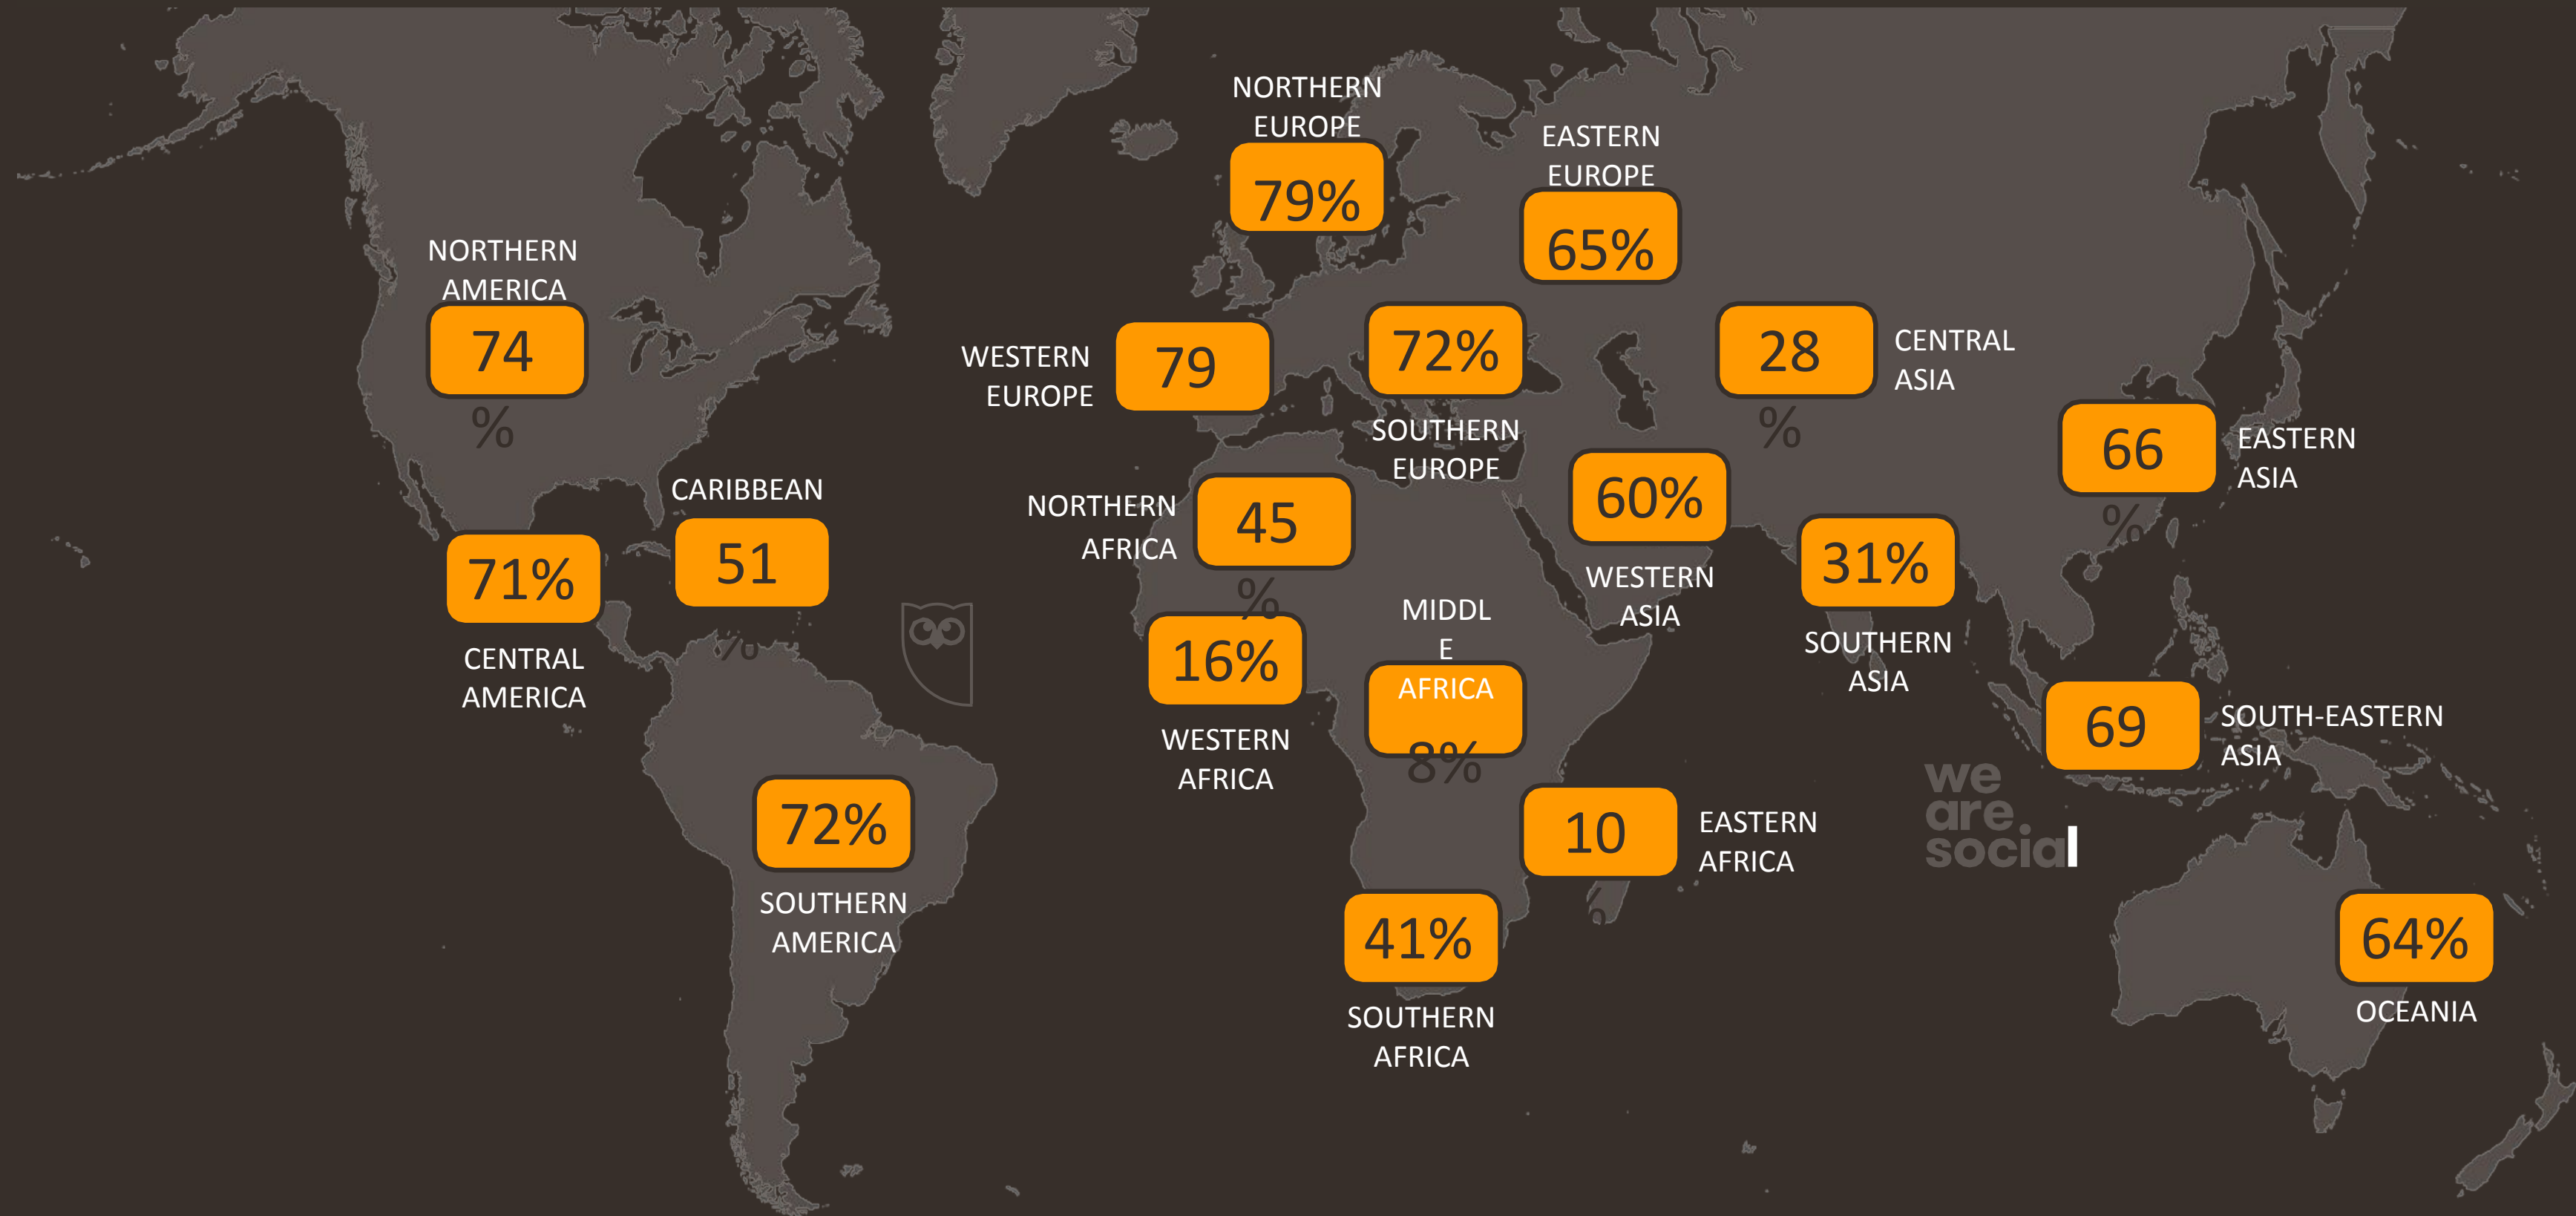 NORTHERN
EUROPE
79%
EASTERN
EUROPE
65%
NORTHERN
AMERICA
74
%
WESTERN
EUROPE
79
72%
SOUTHERN
EUROPE
28
%
CENTRAL
ASIA
66
%
EASTERN
ASIA
CARIBBEAN
51
%
NORTHERN
AFRICA
45
%
60%
WESTERN
ASIA
31%
SOUTHERN
ASIA
71%
CENTRAL
AMERICA
16%
WESTERN
AFRICA
MIDDL
E
AFRICA
8%
69
SOUTH-EASTERN
ASIA
72%
SOUTHERN
AMERICA
10
%
EASTERN
AFRICA
we
are
social
41%
SOUTHERN
AFRICA
64%
OCEANIA